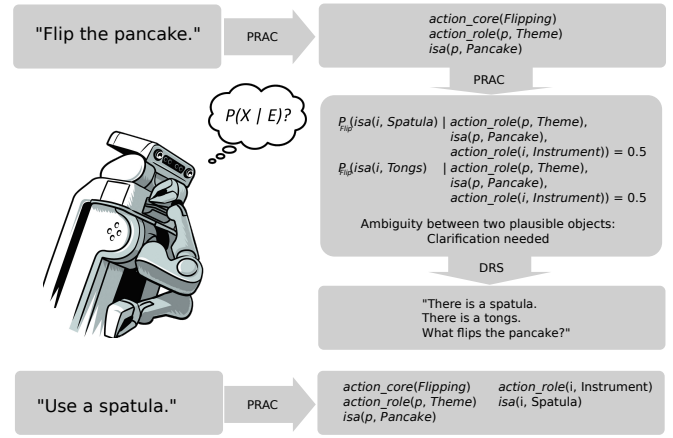 "Flip the pancake."
PRAC
action_core(Flipping)
action_role(p, Theme)
isa(p, Pancake)
PRAC
P(X | E)?
P_Flip(isa(i, Spatula) | action_role(p, Theme),
isa(p, Pancake),
action_role(i, Instrument)) = 0.5
P_Flip(isa(i, Tongs) | action_role(p, Theme),
isa(p, Pancake),
action_role(i, Instrument)) = 0.5
Ambiguity between two plausible objects:
Clarification needed
DRS
"There is a spatula.
There is a tongs.
What flips the pancake?"
"Use a spatula."
PRAC
action_core(Flipping) action_role(i, Instrument)
action_role(p, Theme) isa(i, Spatula)
isa(p, Pancake)